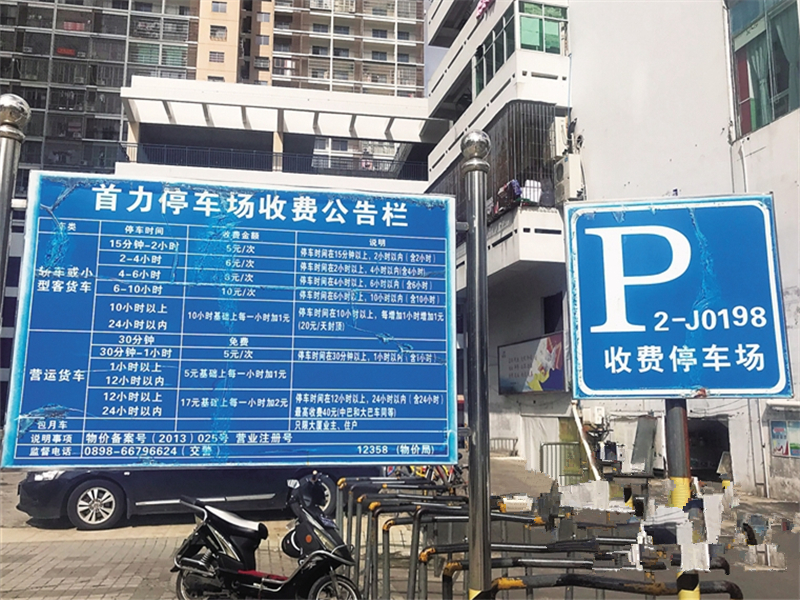 首力停车场收费公告栏
车类 停车时间 收费金额 说明
轿车或小型客货车
15分钟-2小时 5元/次 停车时间在15分钟以上，2小时以内（含2小时）
2-4小时 6元/次 停车时间在2小时以上，4小时以内(含4小时)
4-6小时 停车时间在4小时以上，6小时以内（含6小时）
6-10小时 10元/次 停车时间在6小时以上，10小时以内（含10小时）
10小时以上 24小时以内 10小时基础上每一小时加1元 停车时间在10小时以上，每增加1小时增加1元
(20元/天封顶)
营运货车
30分钟 免费
30分钟-1小时 5元/次 停车时间在30分钟以上，1小时以内（含1小时）
1小时以上 12小时以内 5元基础上每一小时加1元
12小时以上 24小时以内 17元基础上每一小时加2元 停车时间在12小时以上，24小时以内（含24小时）
最高收费40元(中巴和大巴车同等)
包月车 只限大厦业主、住户
说明事项 物价备案号（2013）025号 营业注册号
监督电话 0898-66796624（交警） 12358（物价局）
P
2-J0198
收费停车场